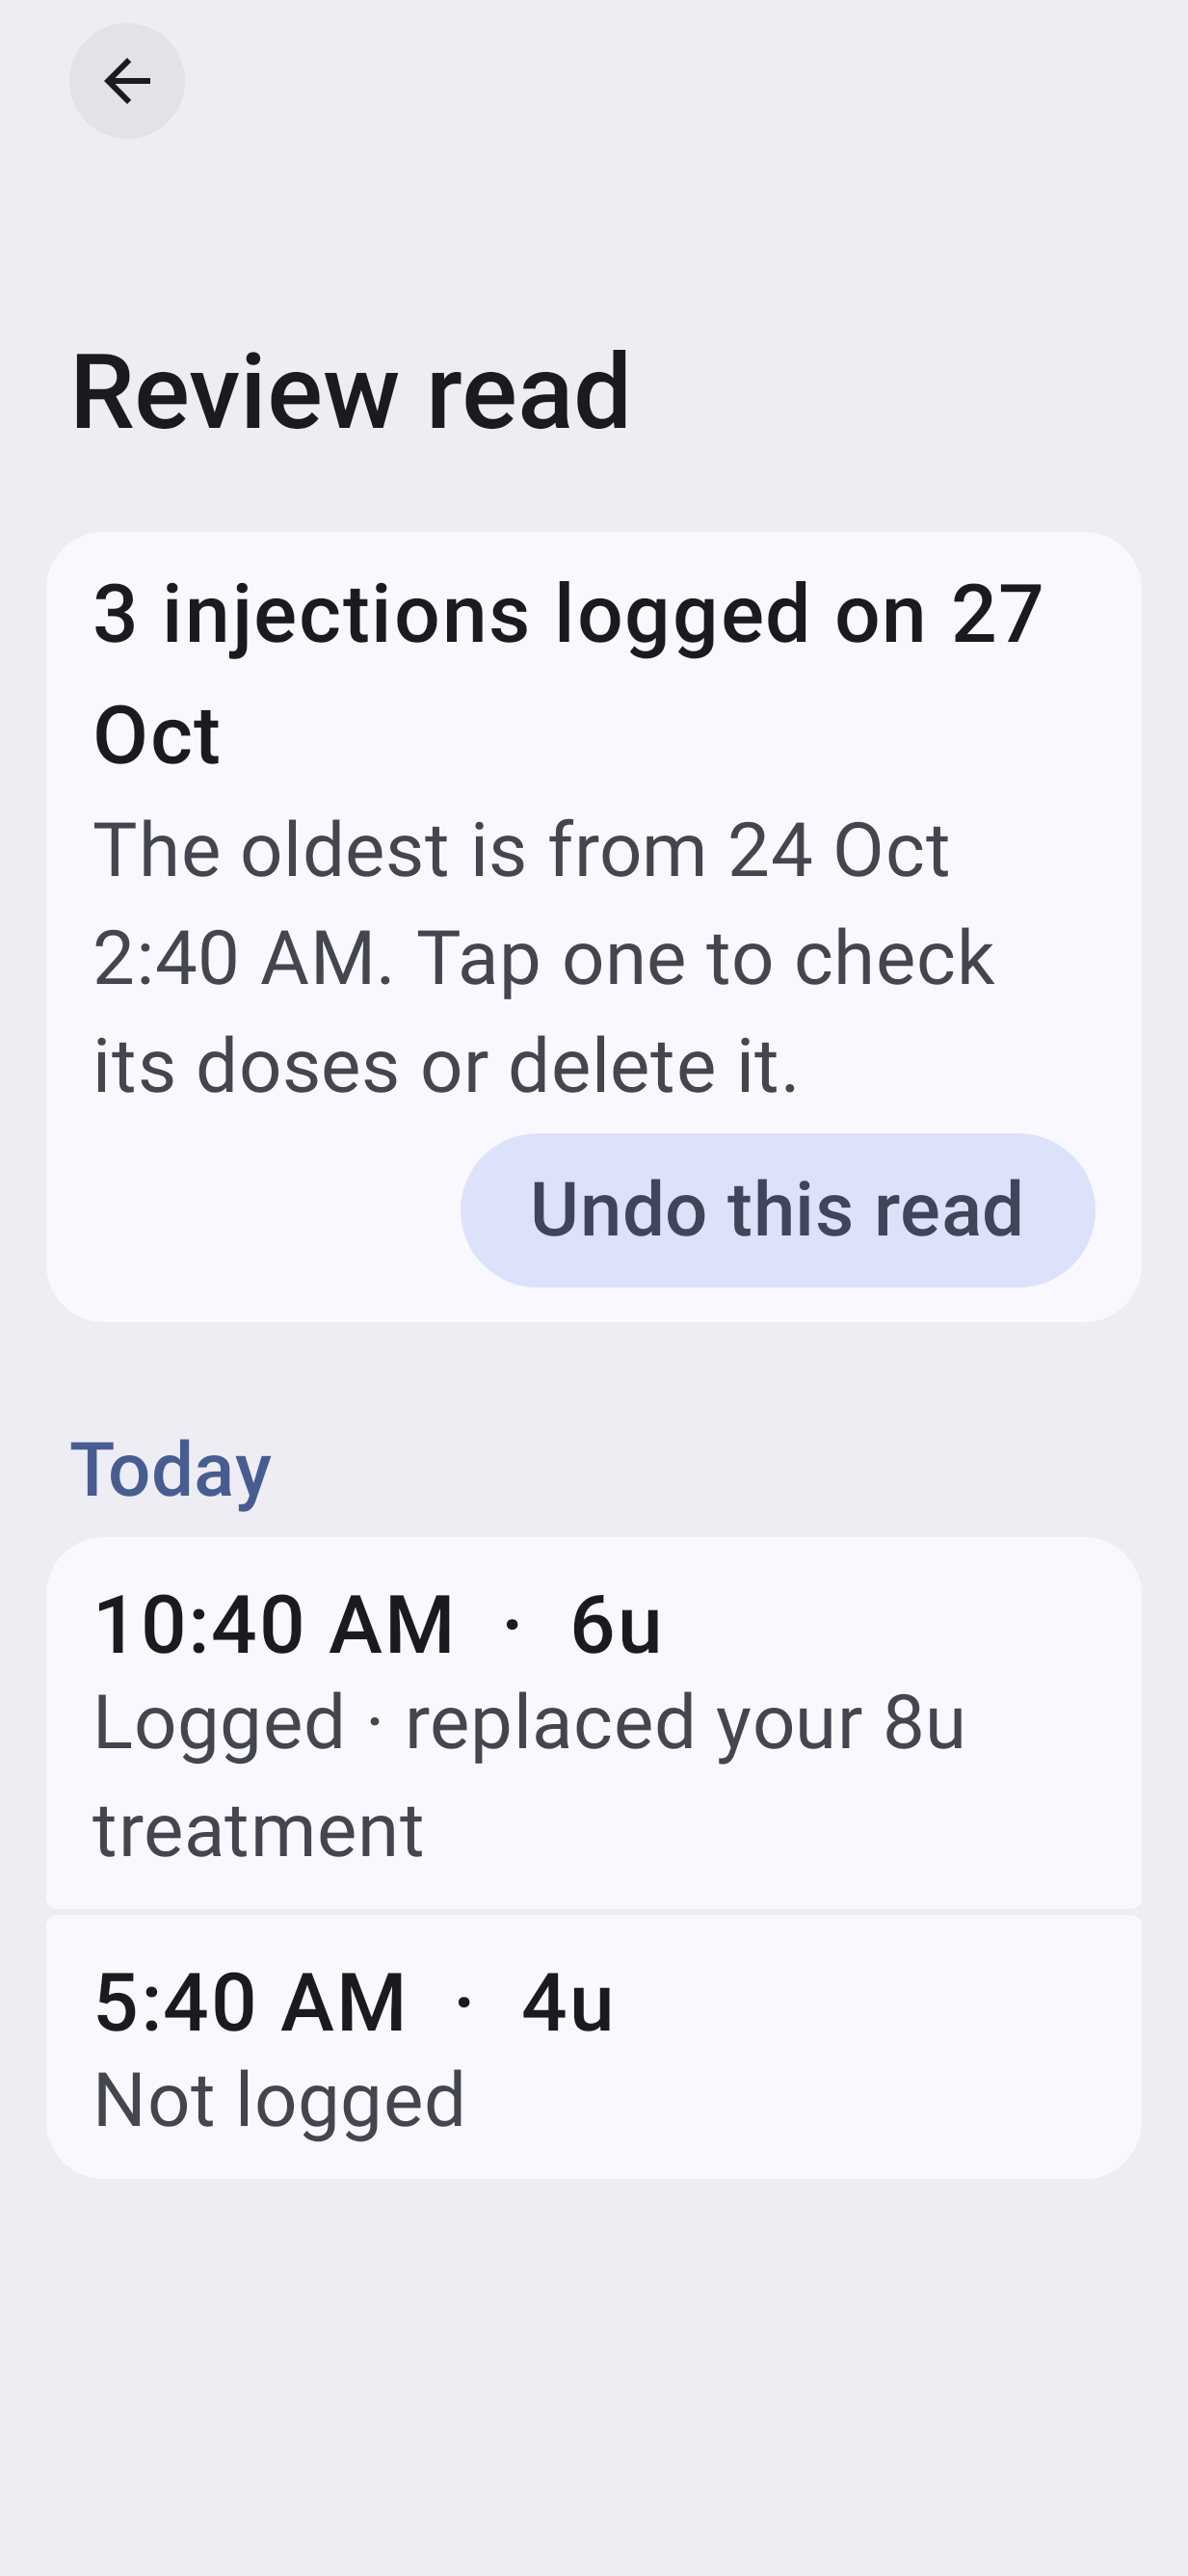 Review read
3 injections logged on 27
Oct
The oldest is from 24 Oct
2:40 AM. Tap one to check
its doses or delete it.
Undo this read
Today
10:40 AM · 6u
Logged · replaced your 8u
treatment
5:40 AM · 4u
Not logged